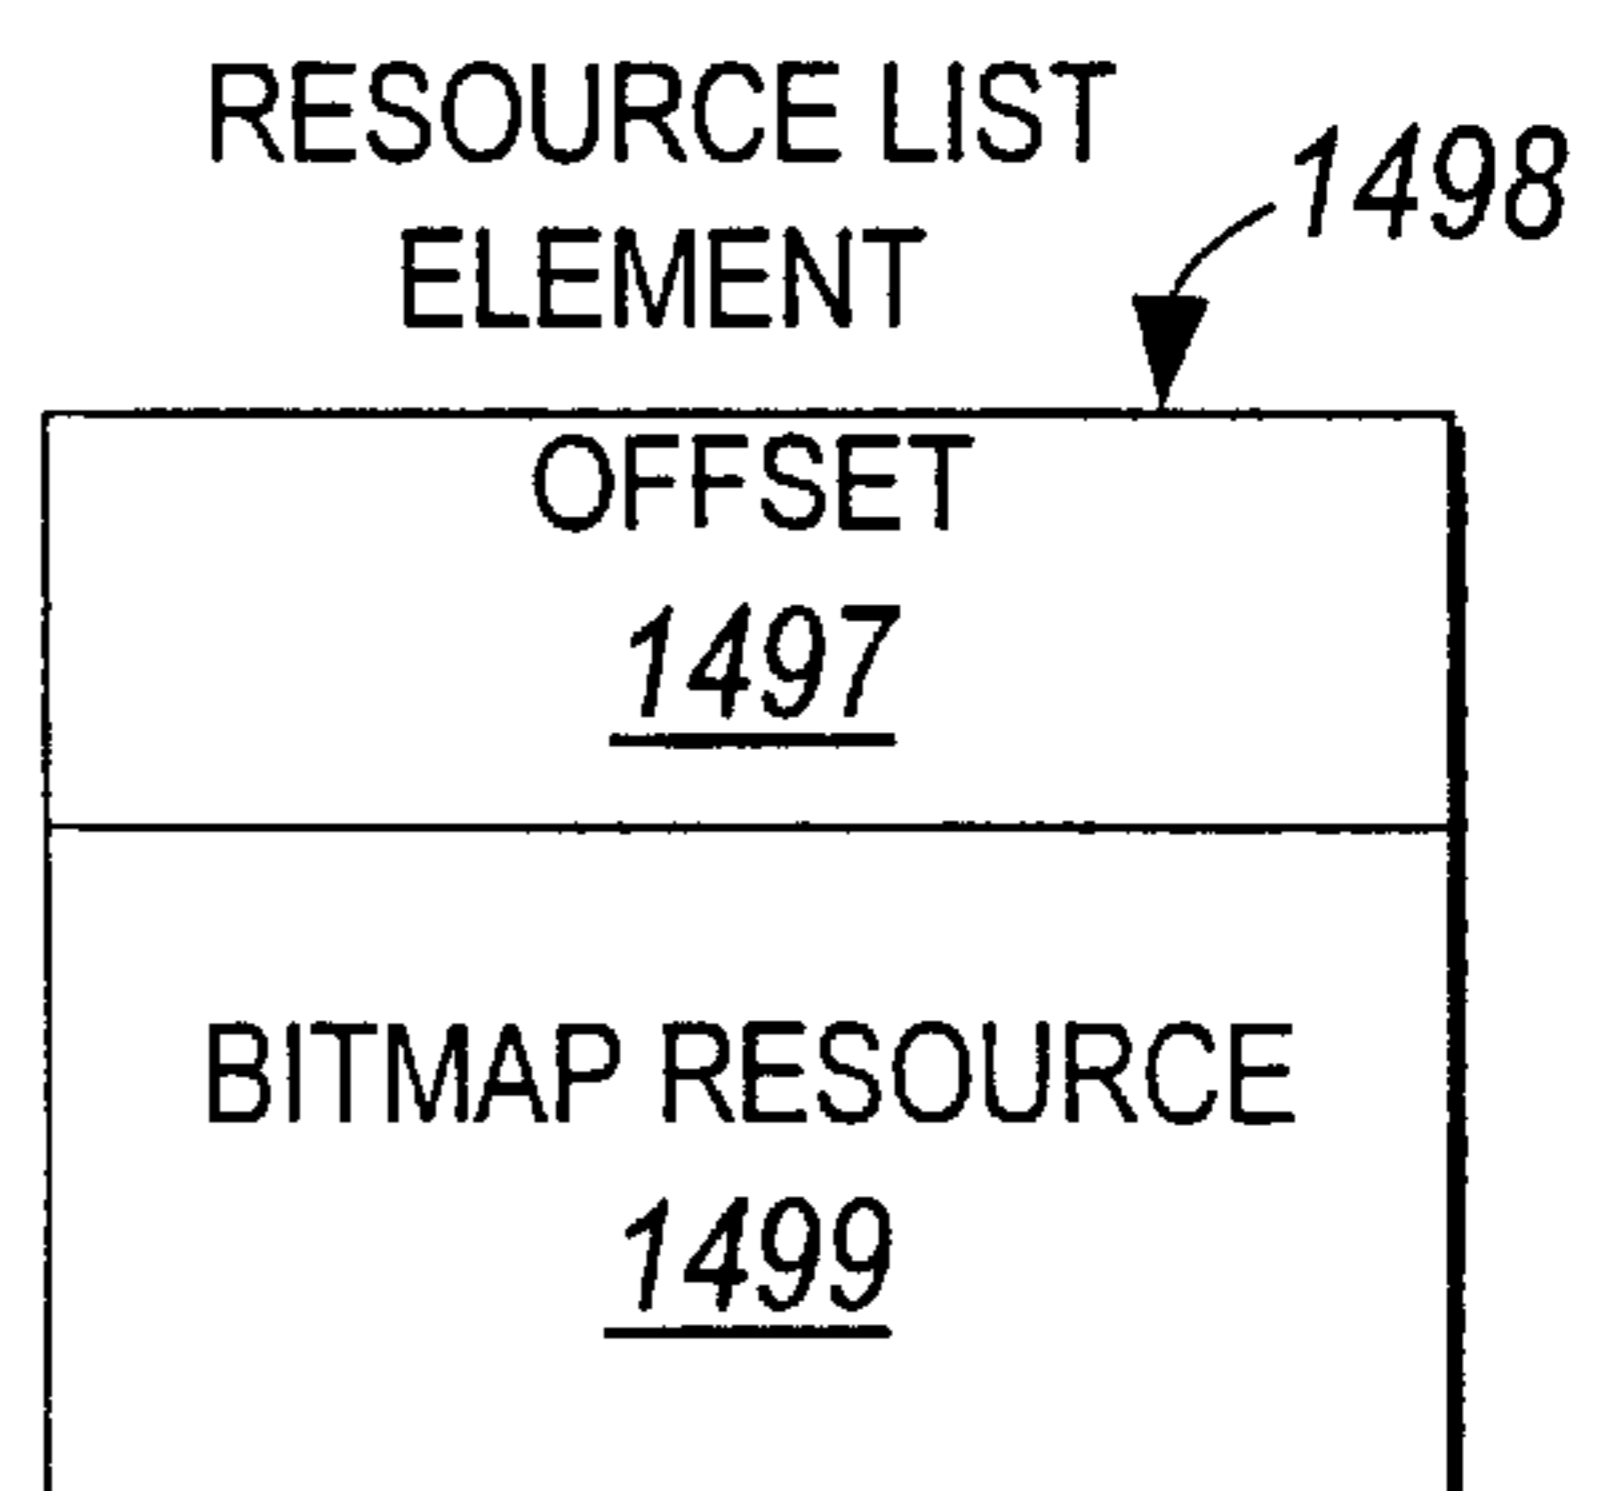 RESOURCE LIST
ELEMENT
1498
OFFSET
1497
BITMAP RESOURCE
1499